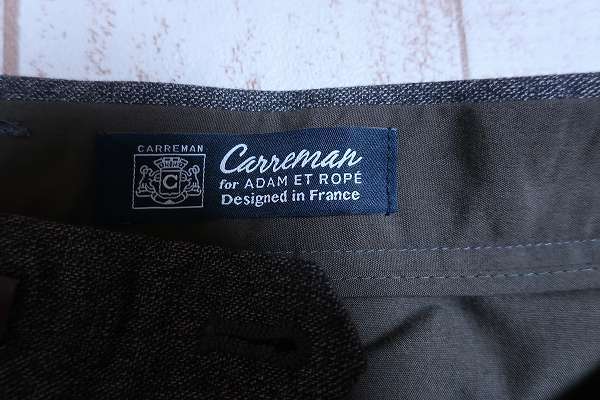 CARREMAN
C
Carreman
for ADAM ET ROPÉ
Designed in France